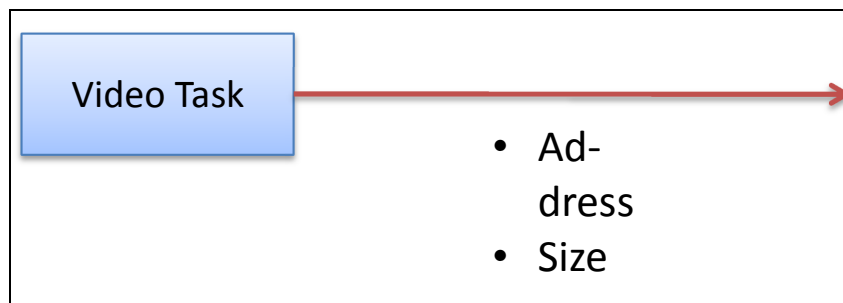 Video Task
• Ad-
dress
• Size